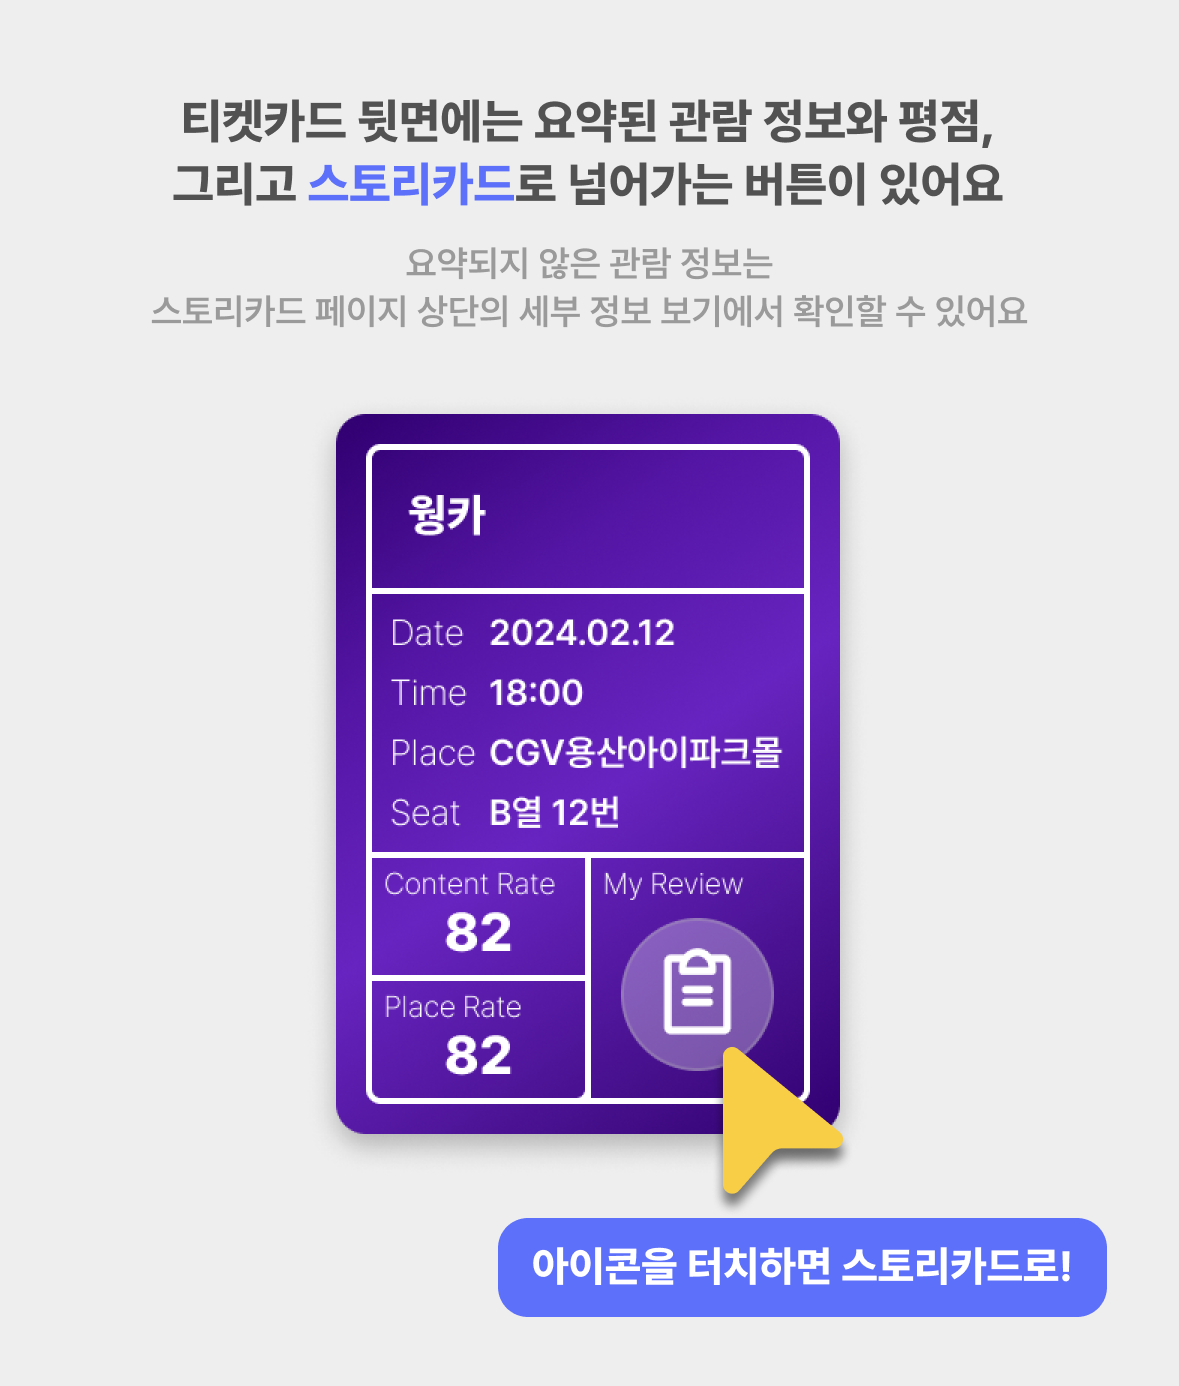 티켓카드 뒷면에는 요약된 관람 정보와 평점,
그리고 스토리카드로 넘어가는 버튼이 있어요
요약되지 않은 관람 정보는
스토리카드 페이지 상단의 세부 정보 보기에서 확인할 수 있어요
웡카
Date 2024.02.12
Time 18:00
Place CGV용산아이파크몰
Seat B열 12번
Content Rate
82
Place Rate
82
My Review
아이콘을 터치하면 스토리카드로!